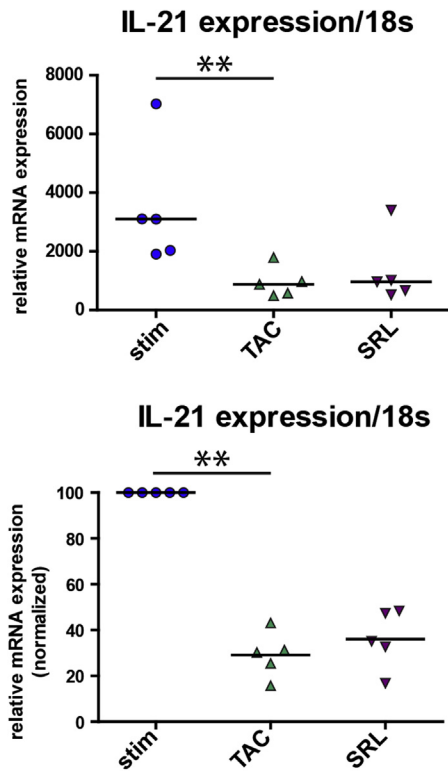 IL-21 expression/18s
**
relative mRNA expression
8000
6000
4000
2000
0
stim
TAC
SRL
IL-21 expression/18s
**
relative mRNA expression
(normalized)
100
80
60
40
20
0
stim
TAC
SRL